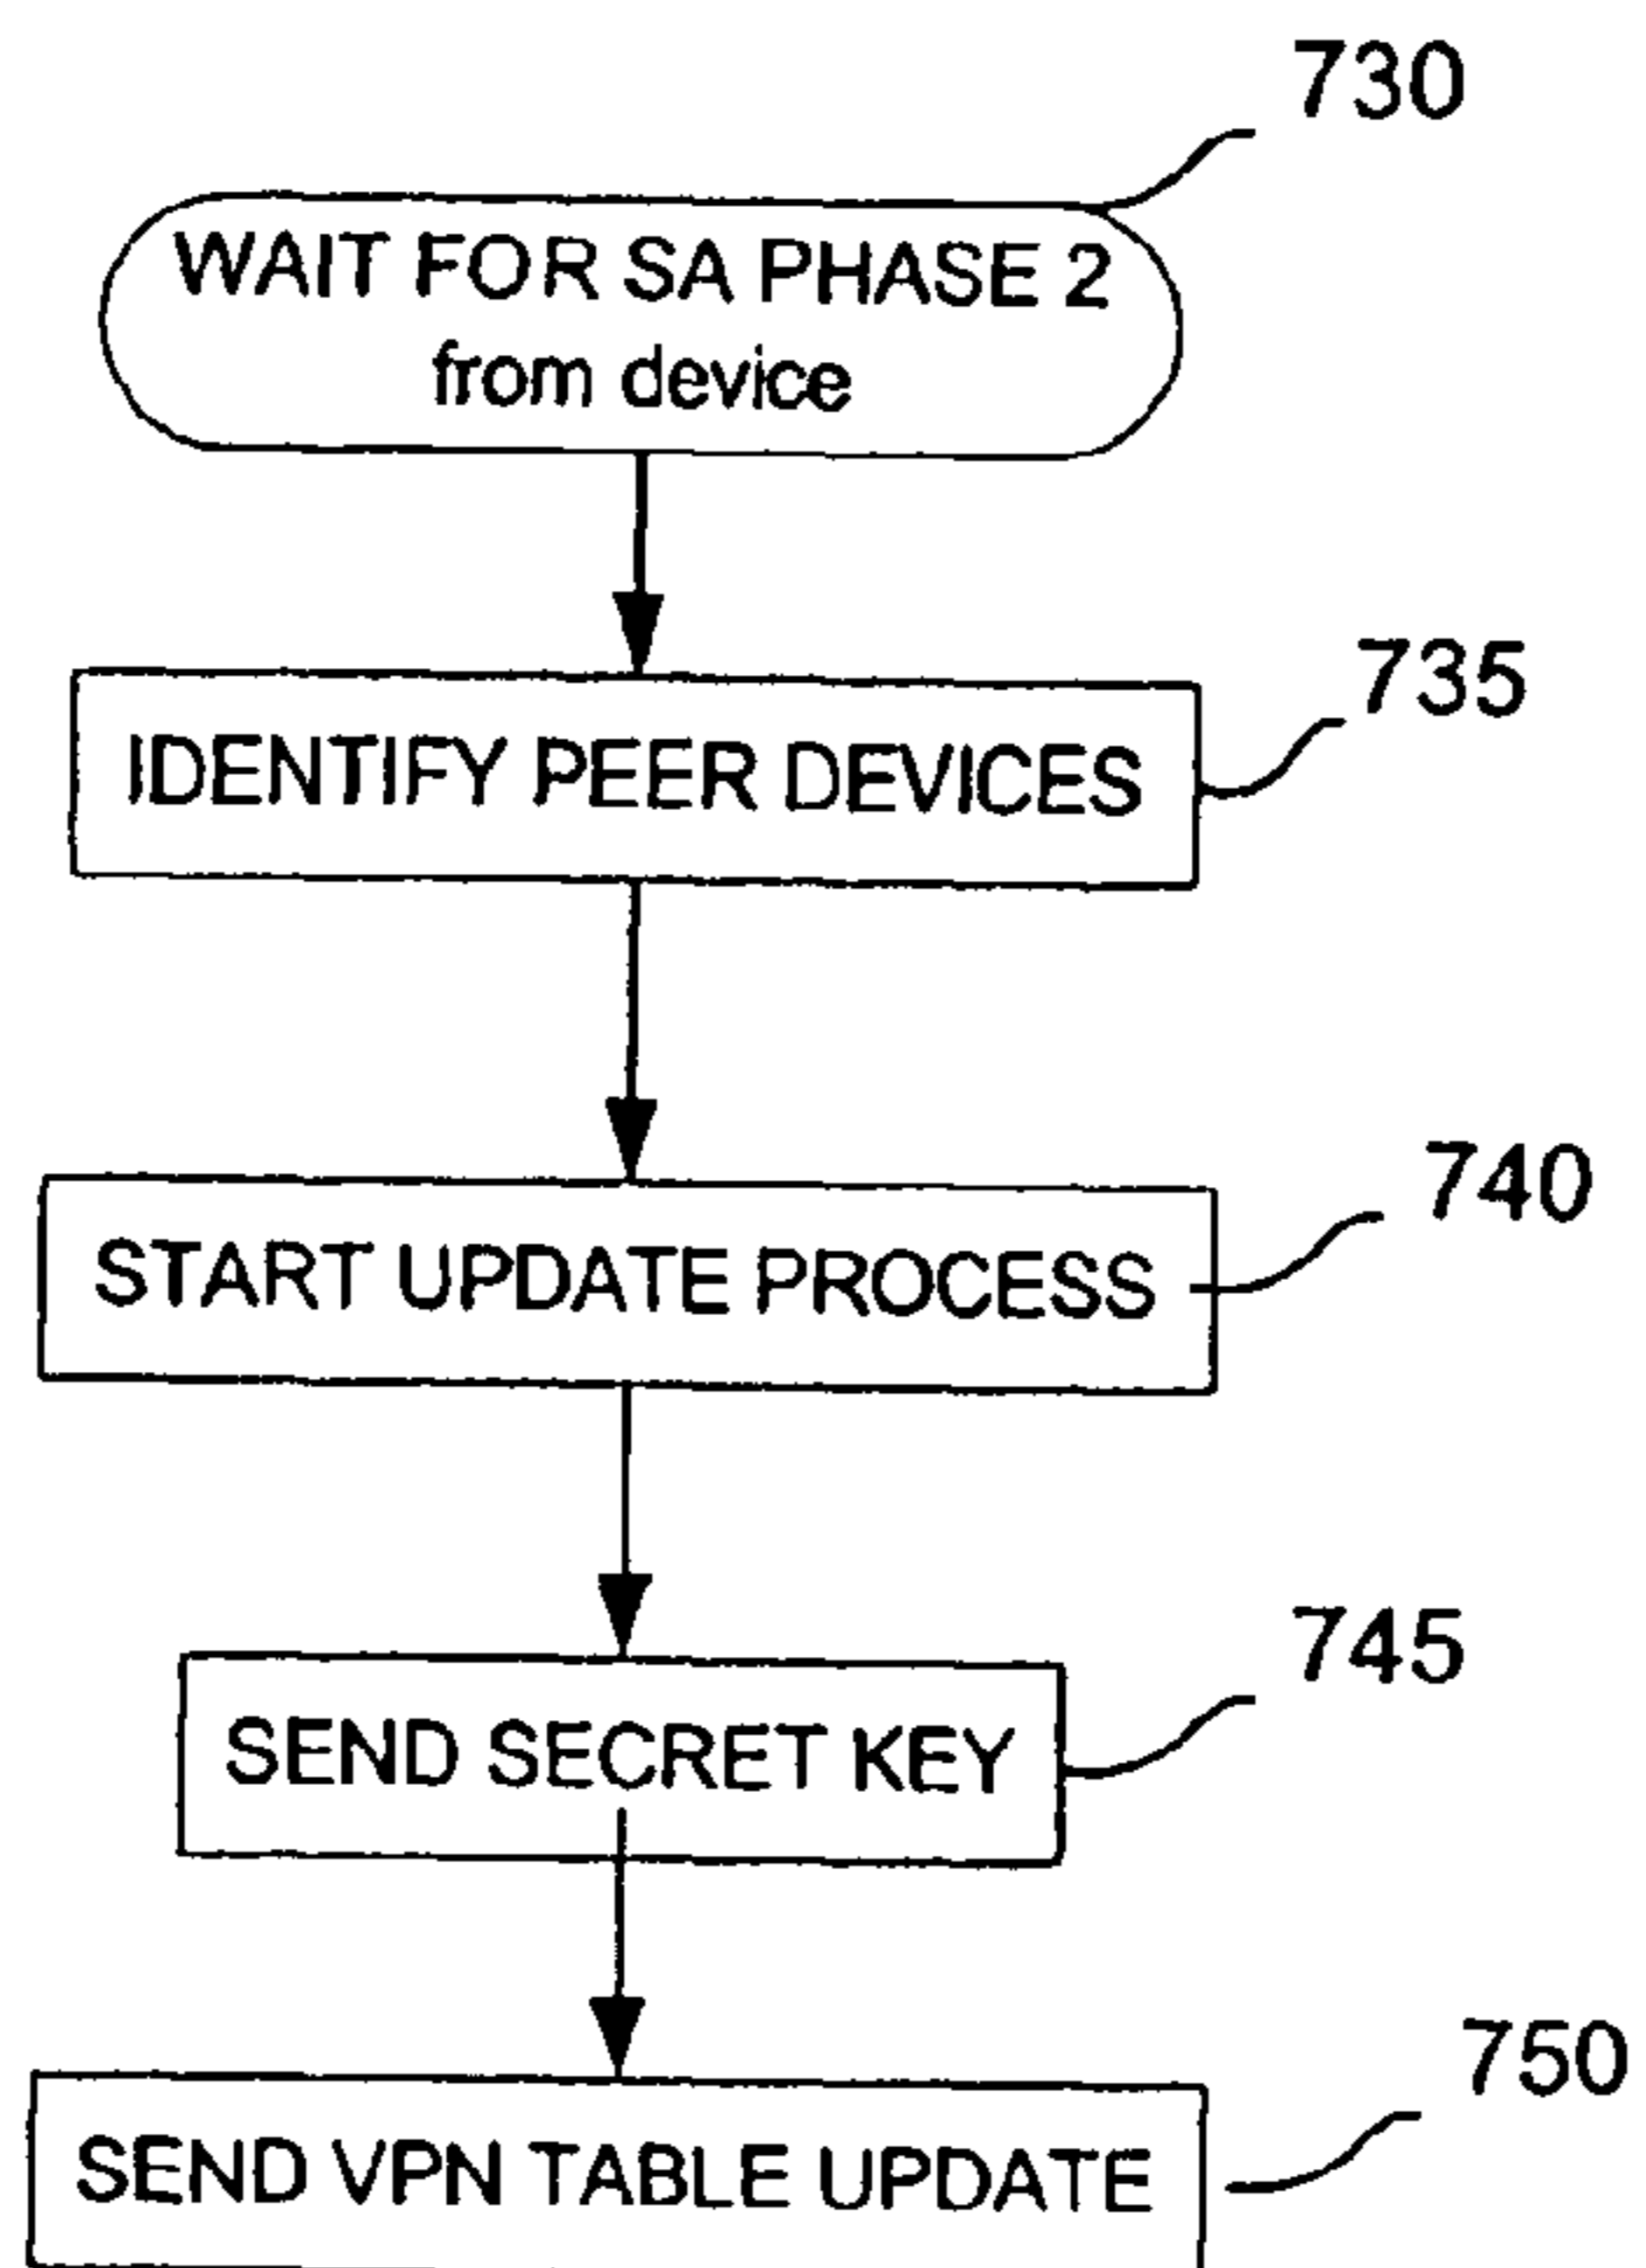 730
WAIT FOR SA PHASE 2
from device
735
IDENTIFY PEER DEVICES
740
START UPDATE PROCESS
745
SEND SECRET KEY
750
SEND VPN TABLE UPDATE